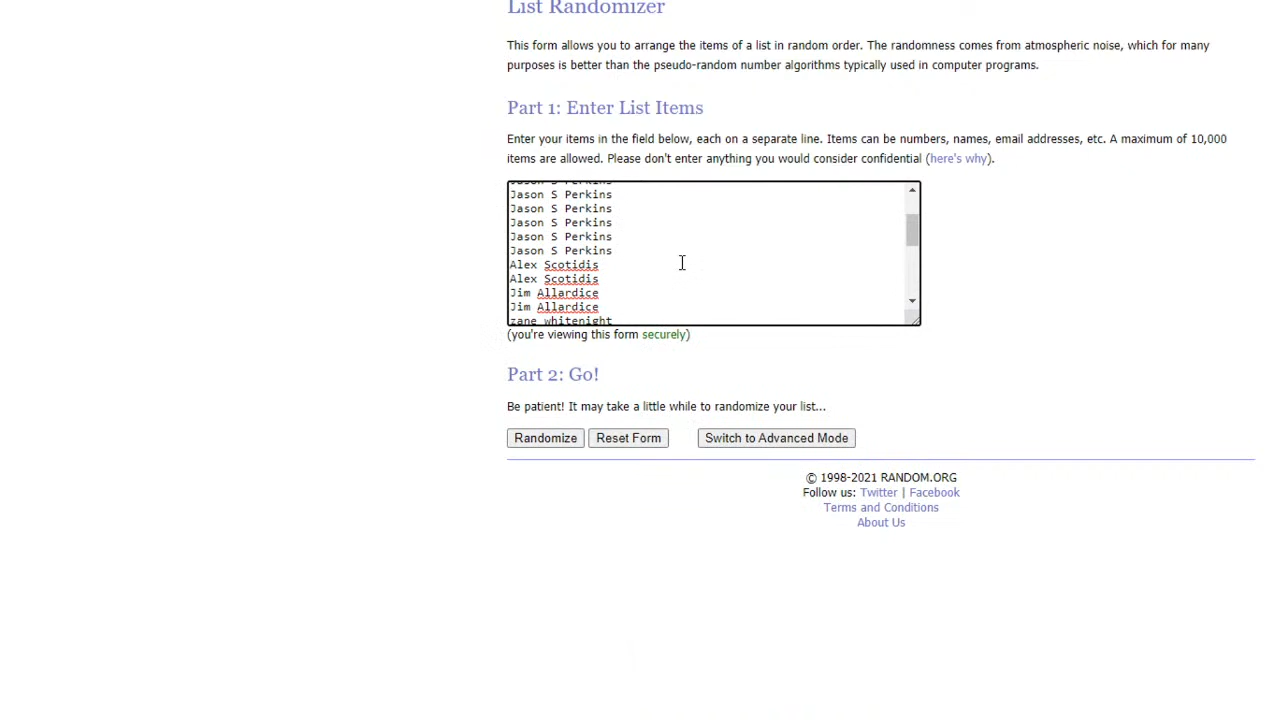 List Randomizer
This form allows you to arrange the items of a list in random order. The randomness comes from atmospheric noise, which for many
purposes is better than the pseudo-random number algorithms typically used in computer programs.
Part 1: Enter List Items
Enter your items in the field below, each on a separate line. Items can be numbers, names, email addresses, etc. A maximum of 10,000
items are allowed. Please don't enter anything you would consider confidential (here's why).
Jason S Perkins
Jason S Perkins
Jason S Perkins
Jason S Perkins
Jason S Perkins
Jason S Perkins
Alex Scotidis
Alex Scotidis
Jim Allardice
Jim Allardice
zane whitenight
(you're viewing this form securely)
Part 2: Go!
Be patient! It may take a little while to randomize your list...
Randomize Reset Form Switch to Advanced Mode
© 1998-2021 RANDOM.ORG
Follow us: Twitter | Facebook
Terms and Conditions
About Us